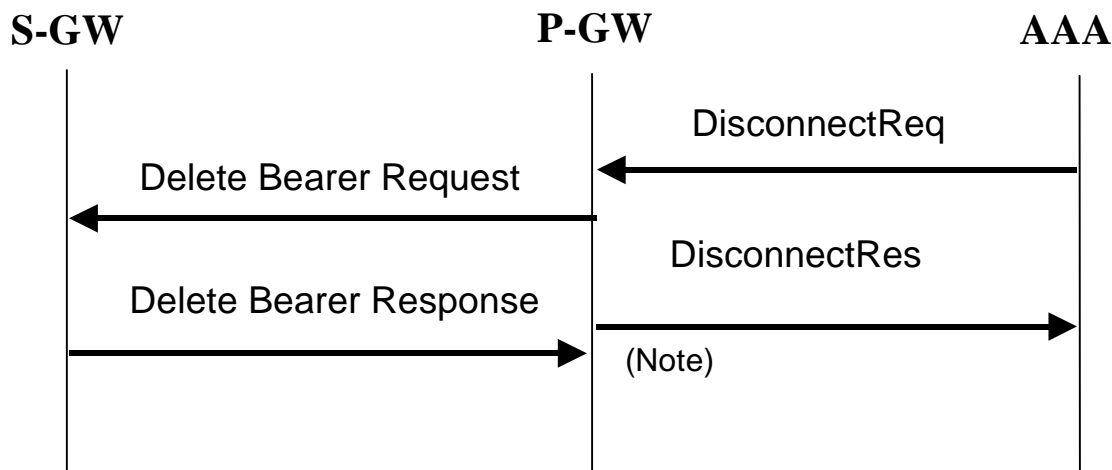 S-GW
P-GW
AAA
DisconnectReq
Delete Bearer Request
DisconnectRes
Delete Bearer Response
(Note)